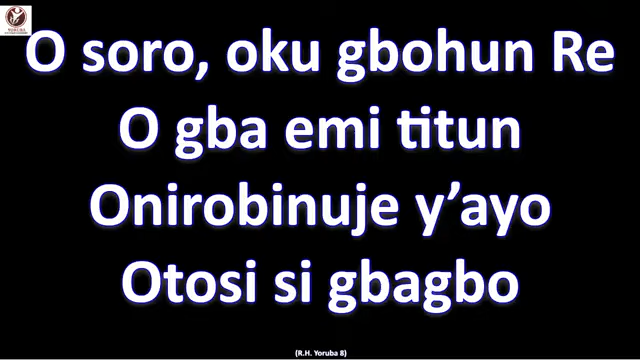 O soro, oku gbohun Re
O gba emi titun
Onirobinuje y’ayo
Otosi si gbagbo
(R.H. Yoruba 8)